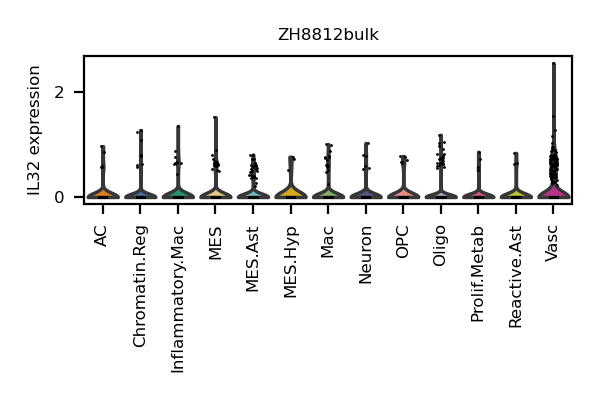 ZH8812bulk
IL32 expression
2
0
AC
Chromatin.Reg
Inflammatory.Mac
MES
MES.Ast
MES.Hyp
Mac
Neuron
OPC
Oligo
Prolif.Metab
Reactive.Ast
Vasc